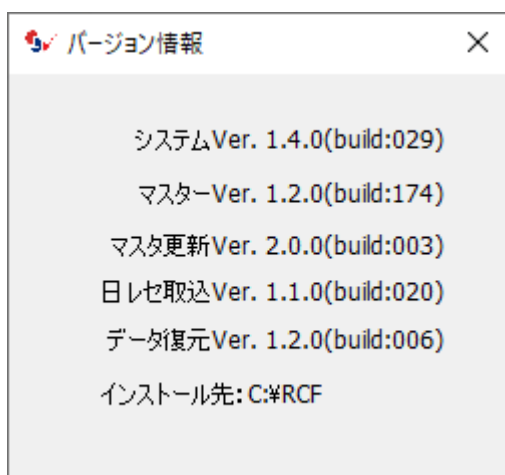 バージョン情報
システムVer. 1.4.0(build:029)
マスターVer. 1.2.0(build:174)
マスタ更新Ver. 2.0.0(build:003)
日レセ取込Ver. 1.1.0(build:020)
データ復元Ver. 1.2.0(build:006)
インストール先: C:¥RCF